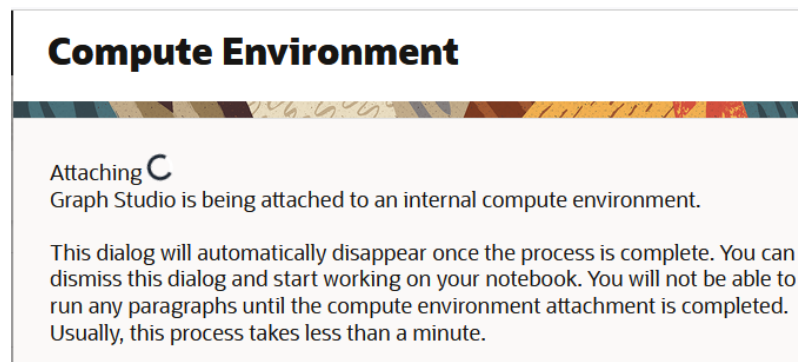 Compute Environment
Attaching
Graph Studio is being attached to an internal compute environment.
This dialog will automatically disappear once the process is complete. You can
dismiss this dialog and start working on your notebook. You will not be able to
run any paragraphs until the compute environment attachment is completed.
Usually, this process takes less than a minute.